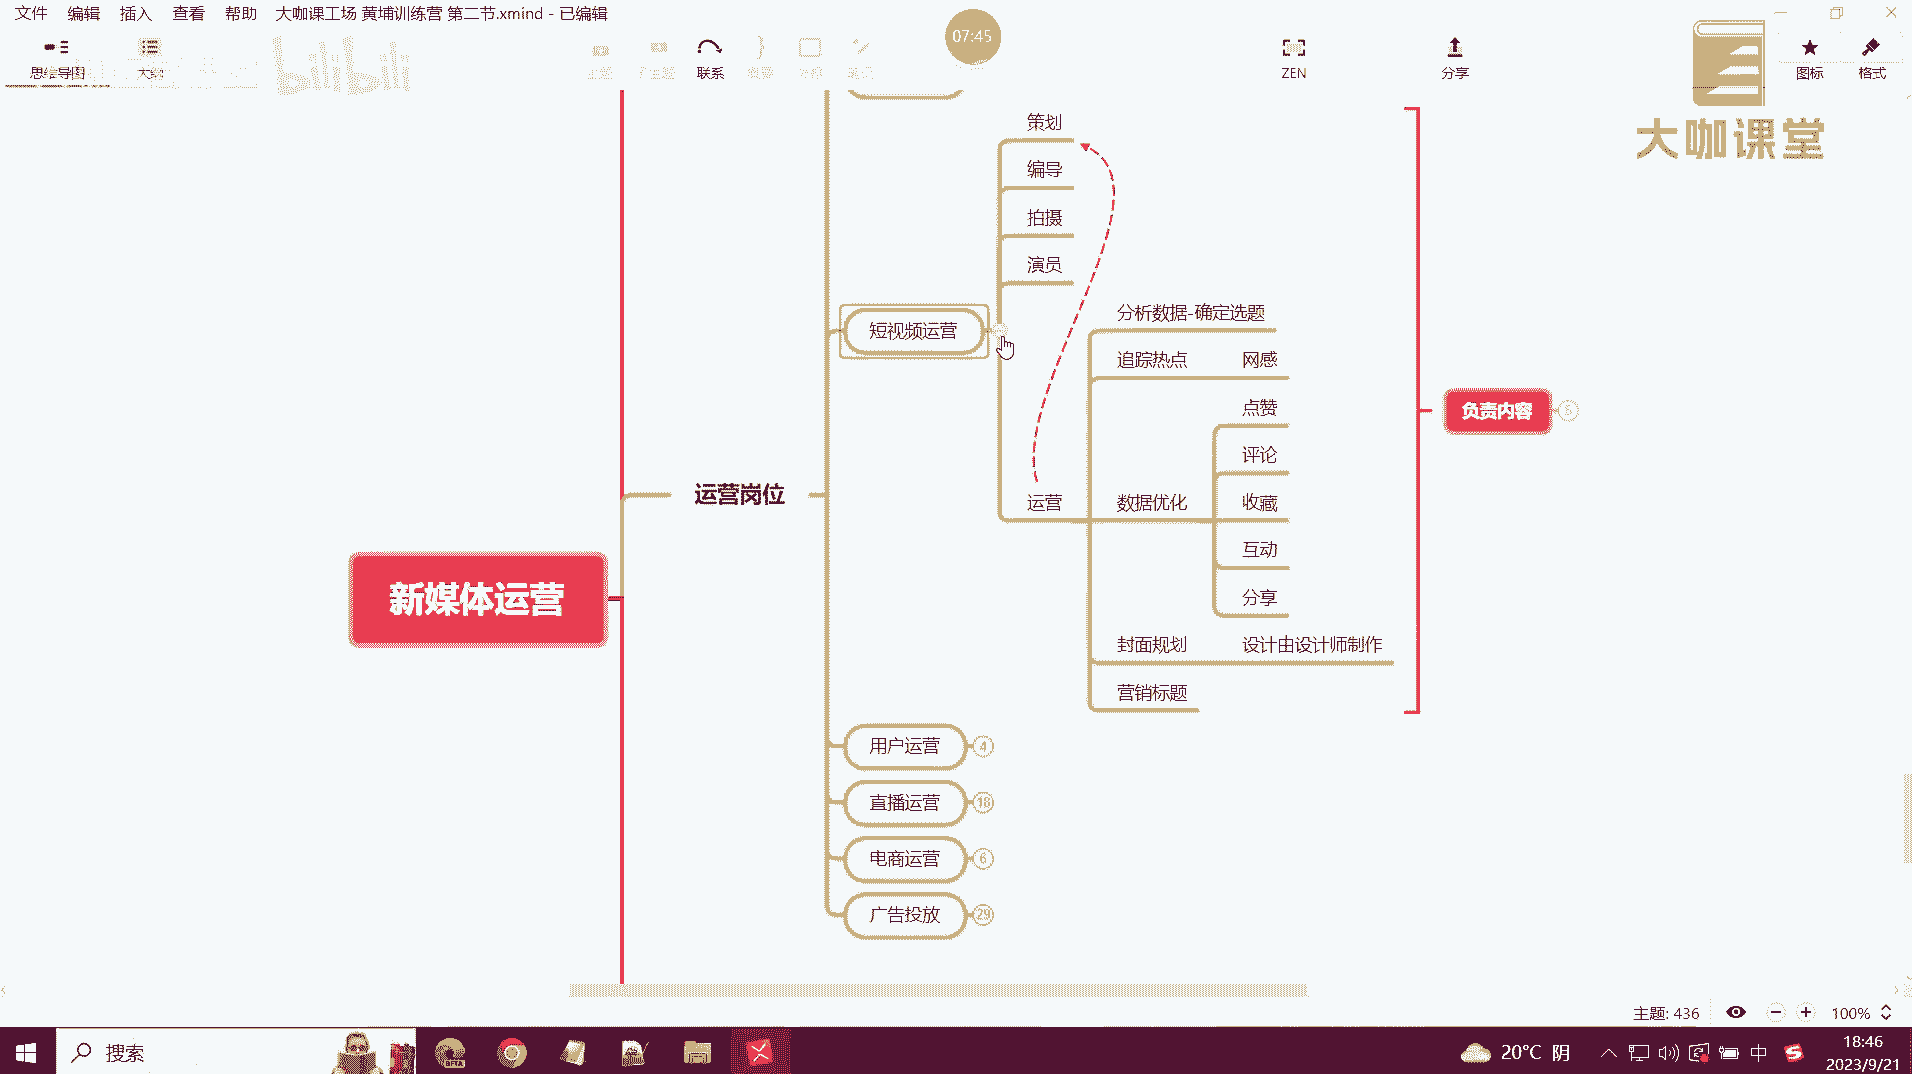 文件 编辑 插入 查看 帮助 大咖课工场 黄埔训练营 第二节.xmind - 已编辑
07:45
思维导图 大纲 联系 ZEN 分享 图标 格式
bilibili
大咖课堂
策划
编导
拍摄
演员
分析数据-确定选题
短视频运营
追踪热点 网感
点赞
负责内容
评论
运营岗位
运营 数据优化 收藏
互动
新媒体运营
分享
封面规划 设计由设计师制作
营销标题
用户运营 4
直播运营 18
电商运营 6
广告投放 29
主题: 436 100%
搜索
BETA
20°C 阴
中
18:46
2023/9/21